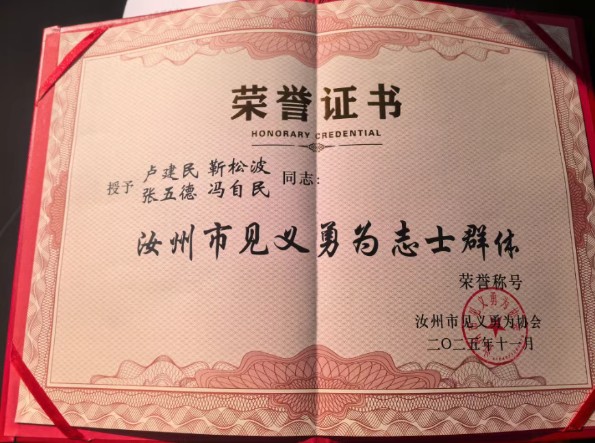 荣誉证书
HONORARY CREDENTIAL
卢建民 靳松波
授予 张五德 冯自民 同志：
汝州市见义勇为志士群体
荣誉称号
汝州市见义勇为协会
二〇二五年十一月